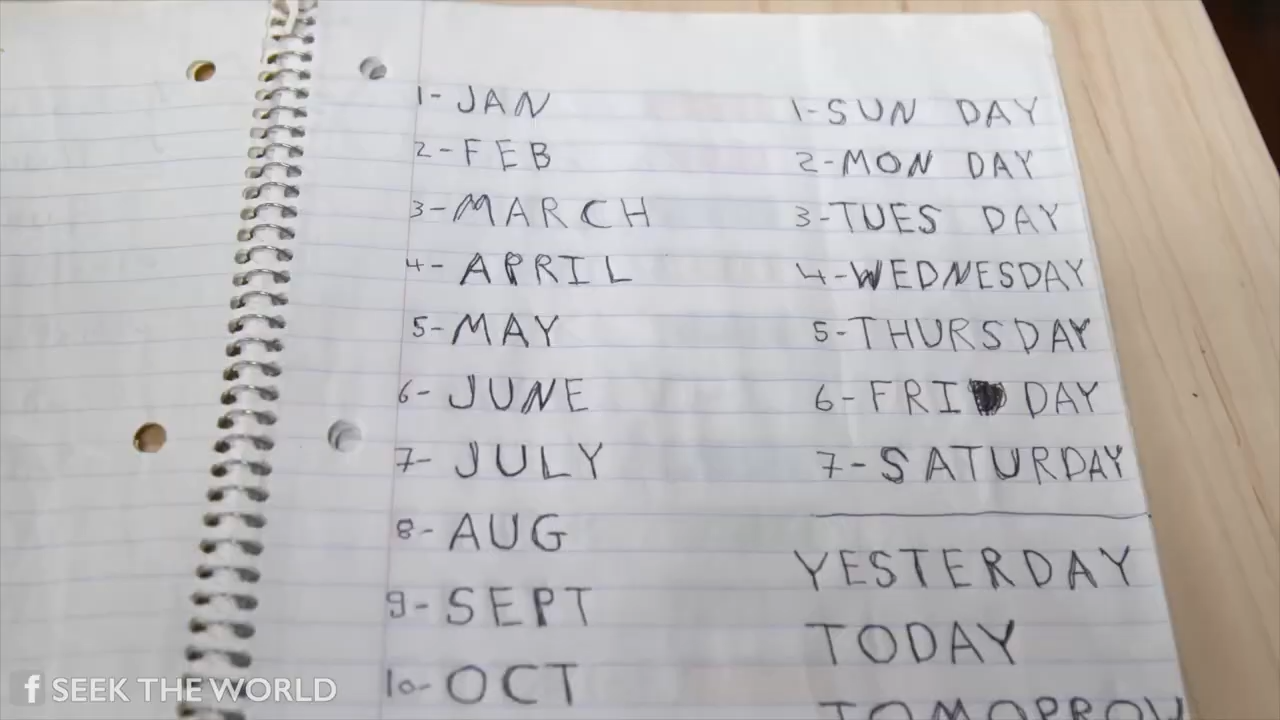 1-JAN
2-FEB
3-MARCH
4-APRIL
5-MAY
6-JUNE
7-JULY
8-AUG
9-SEPT
10-OCT
1-SUN DAY
2-MON DAY
3-TUES DAY
4-WEDNESDAY
5-THURSDAY
6-FRI DAY
7-SATURDAY
YESTERDAY
TODAY
TOMORROW
f SEEK THE WORLD